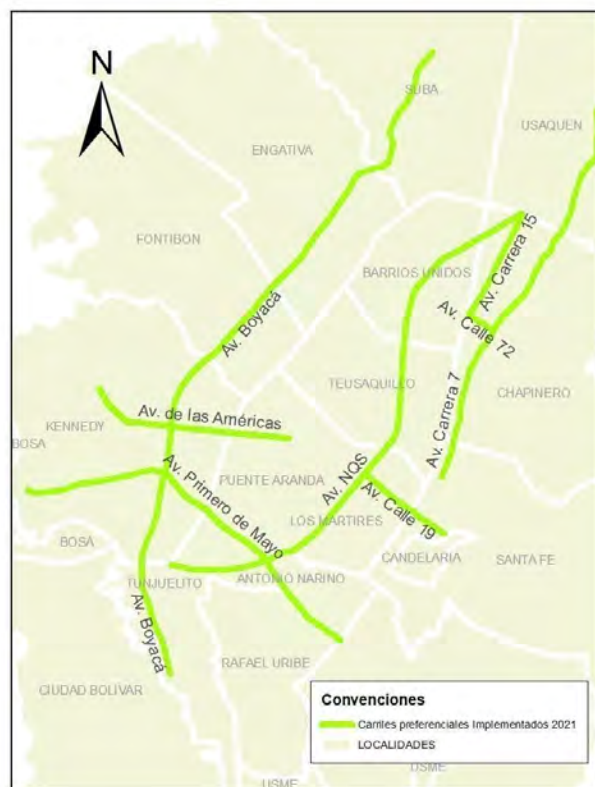 N
SUBA
USAQUEN
ENGATIVA
FONTIBON
BARRIOS UNIDOS
Av. Carrera 15
Av. Boyacá
Av. Calle 72
TEUSAQUILLO
CHAPINERO
KENNEDY
Av. de las Américas
Av. Carrera 7
BOSA
Av. Primero de Mayo
PUENTE ARANDA
Av. NQS
Av. Calle 19
LOS MARTIRES
BOSA
CANDELARIA
SANTA FE
TUNJUELITO
ANTONIO NARINO
Av. Boyacá
RAFAEL URIBE
CIUDAD BOLIVAR
Convenciones
Carriles preferenciales Implementados 2021
LOCALIDADES
USME
USME